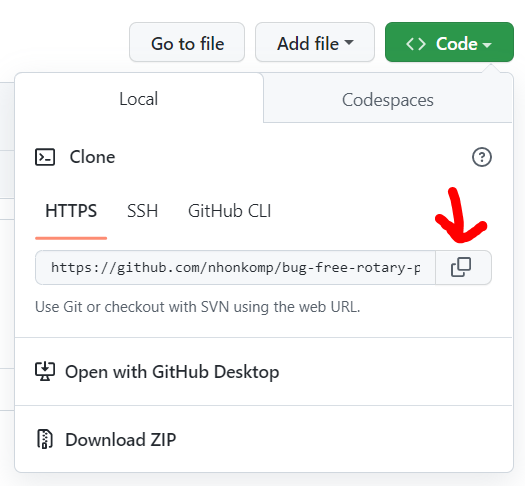 Go to file Add file Code
Local Codespaces
Clone
HTTPS SSH GitHub CLI
https://github.com/nhonkomp/bug-free-rotary-p
Use Git or checkout with SVN using the web URL.
Open with GitHub Desktop
Download ZIP